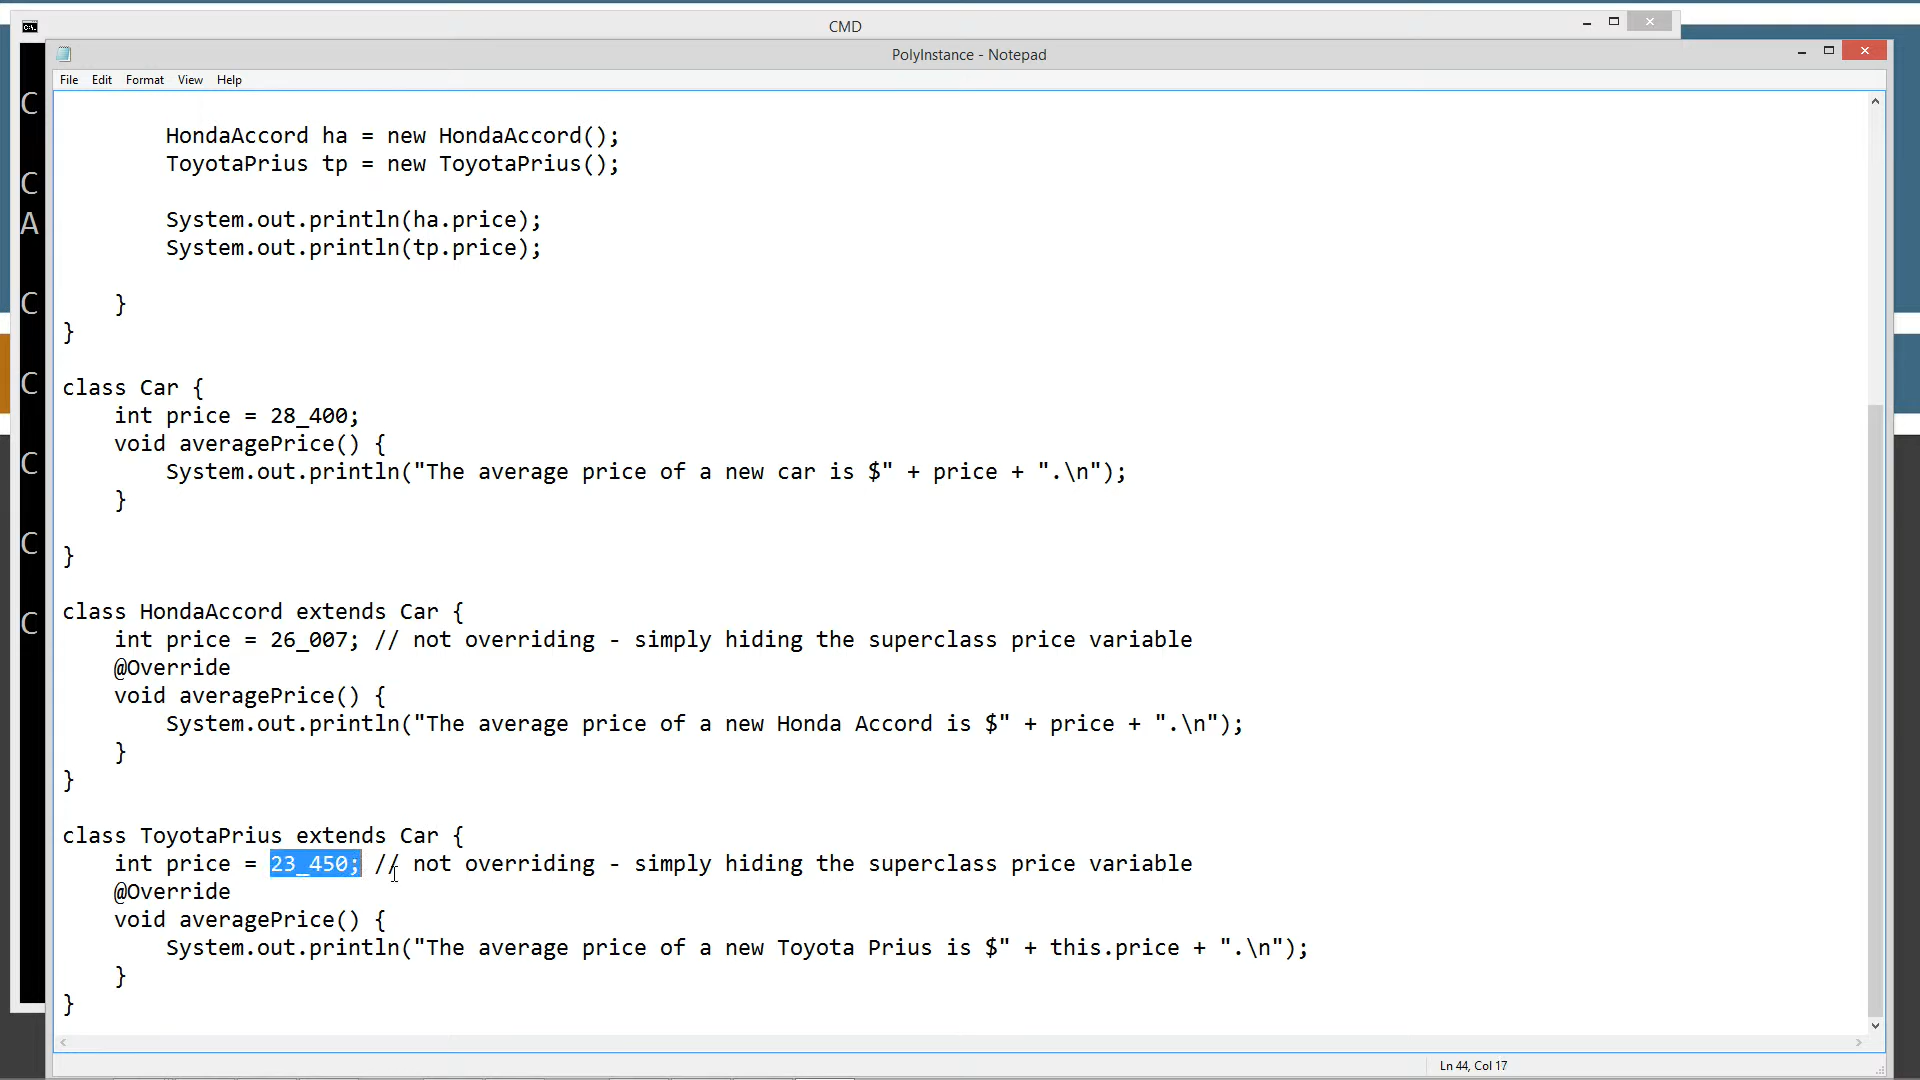 CMD
PolyInstance - Notepad
File Edit Format View Help
HondaAccord ha = new HondaAccord();
ToyotaPrius tp = new ToyotaPrius();
System.out.println(ha.price);
System.out.println(tp.price);
}
}
class Car {
int price = 28_400;
void averagePrice() {
System.out.println("The average price of a new car is $" + price + ".\n");
}
}
class HondaAccord extends Car {
int price = 26_007; // not overriding - simply hiding the superclass price variable
@Override
void averagePrice() {
System.out.println("The average price of a new Honda Accord is $" + price + ".\n");
}
}
class ToyotaPrius extends Car {
int price = 23_450; // not overriding - simply hiding the superclass price variable
@Override
void averagePrice() {
System.out.println("The average price of a new Toyota Prius is $" + this.price + ".\n");
}
}
Ln 44, Col 17
C
C
A
C
C
C
C
C